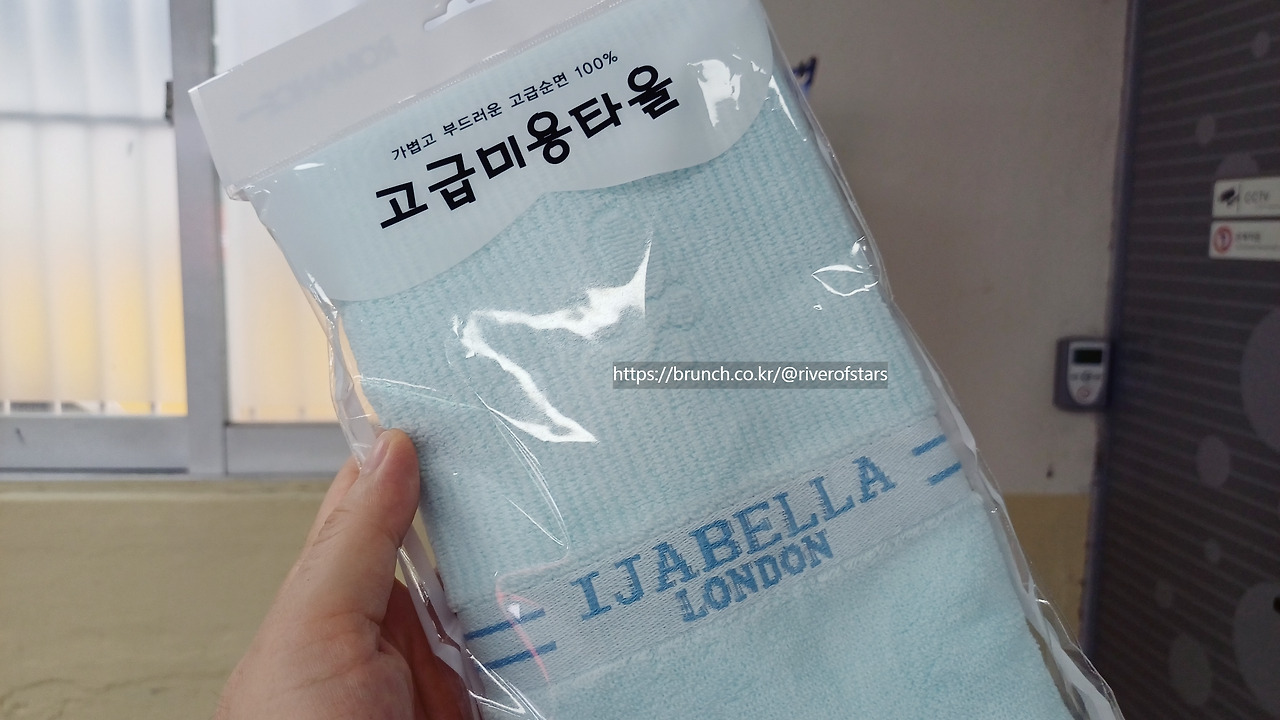 가볍고 부드러운 고급순면 100%
고급미용타올
https://brunch.co.kr/@riverofstars
IJABELLA
LONDON
CCTV